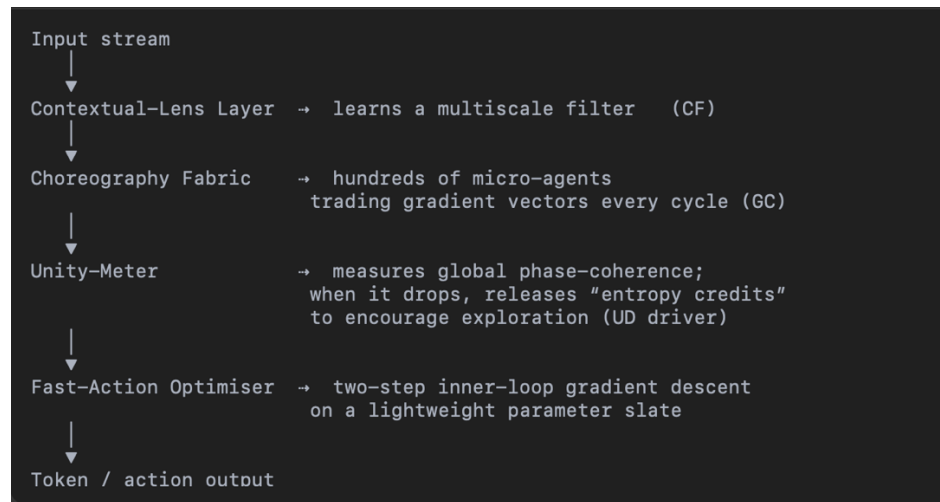 Input stream
Contextual-Lens Layer ⇢ learns a multiscale filter (CF)
Choreography Fabric ⇢ hundreds of micro-agents
trading gradient vectors every cycle (GC)
Unity-Meter ⇢ measures global phase-coherence;
when it drops, releases “entropy credits”
to encourage exploration (UD driver)
Fast-Action Optimiser ⇢ two-step inner-loop gradient descent
on a lightweight parameter slate
Token / action output